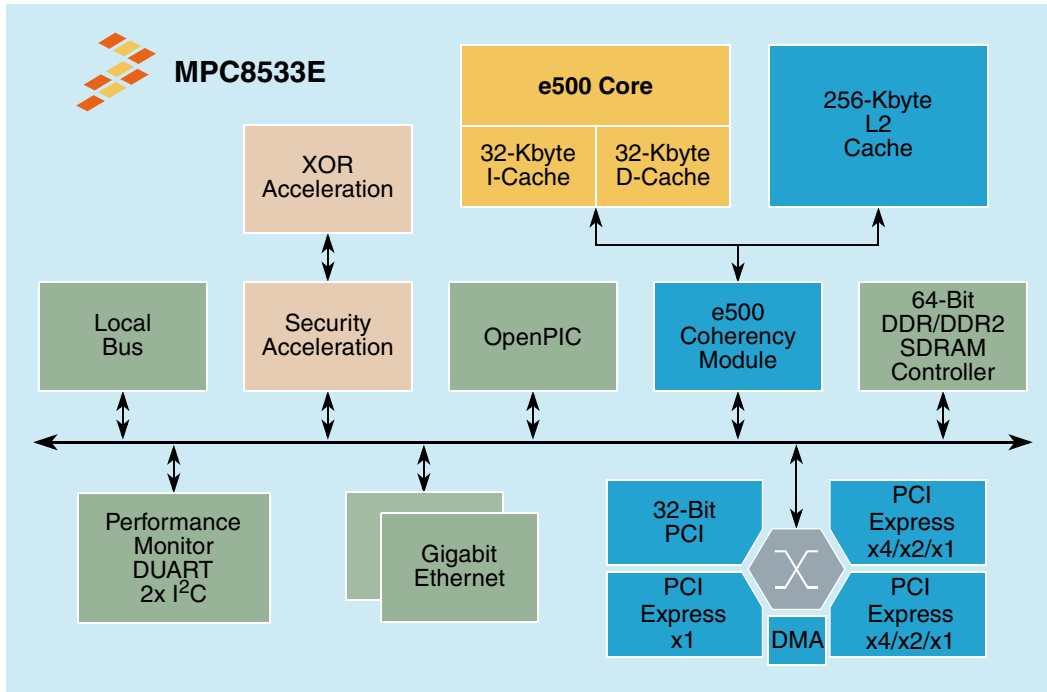 MPC8533E
e500 Core
32-Kbyte
I-Cache
32-Kbyte
D-Cache
256-Kbyte
L2
Cache
XOR
Acceleration
Local
Bus
Security
Acceleration
OpenPIC
e500
Coherency
Module
64-Bit
DDR/DDR2
SDRAM
Controller
Performance
Monitor
DUART
2x I²C
Gigabit
Ethernet
32-Bit
PCI
PCI
Express
x4/x2/x1
PCI
Express
x1
DMA
PCI
Express
x4/x2/x1